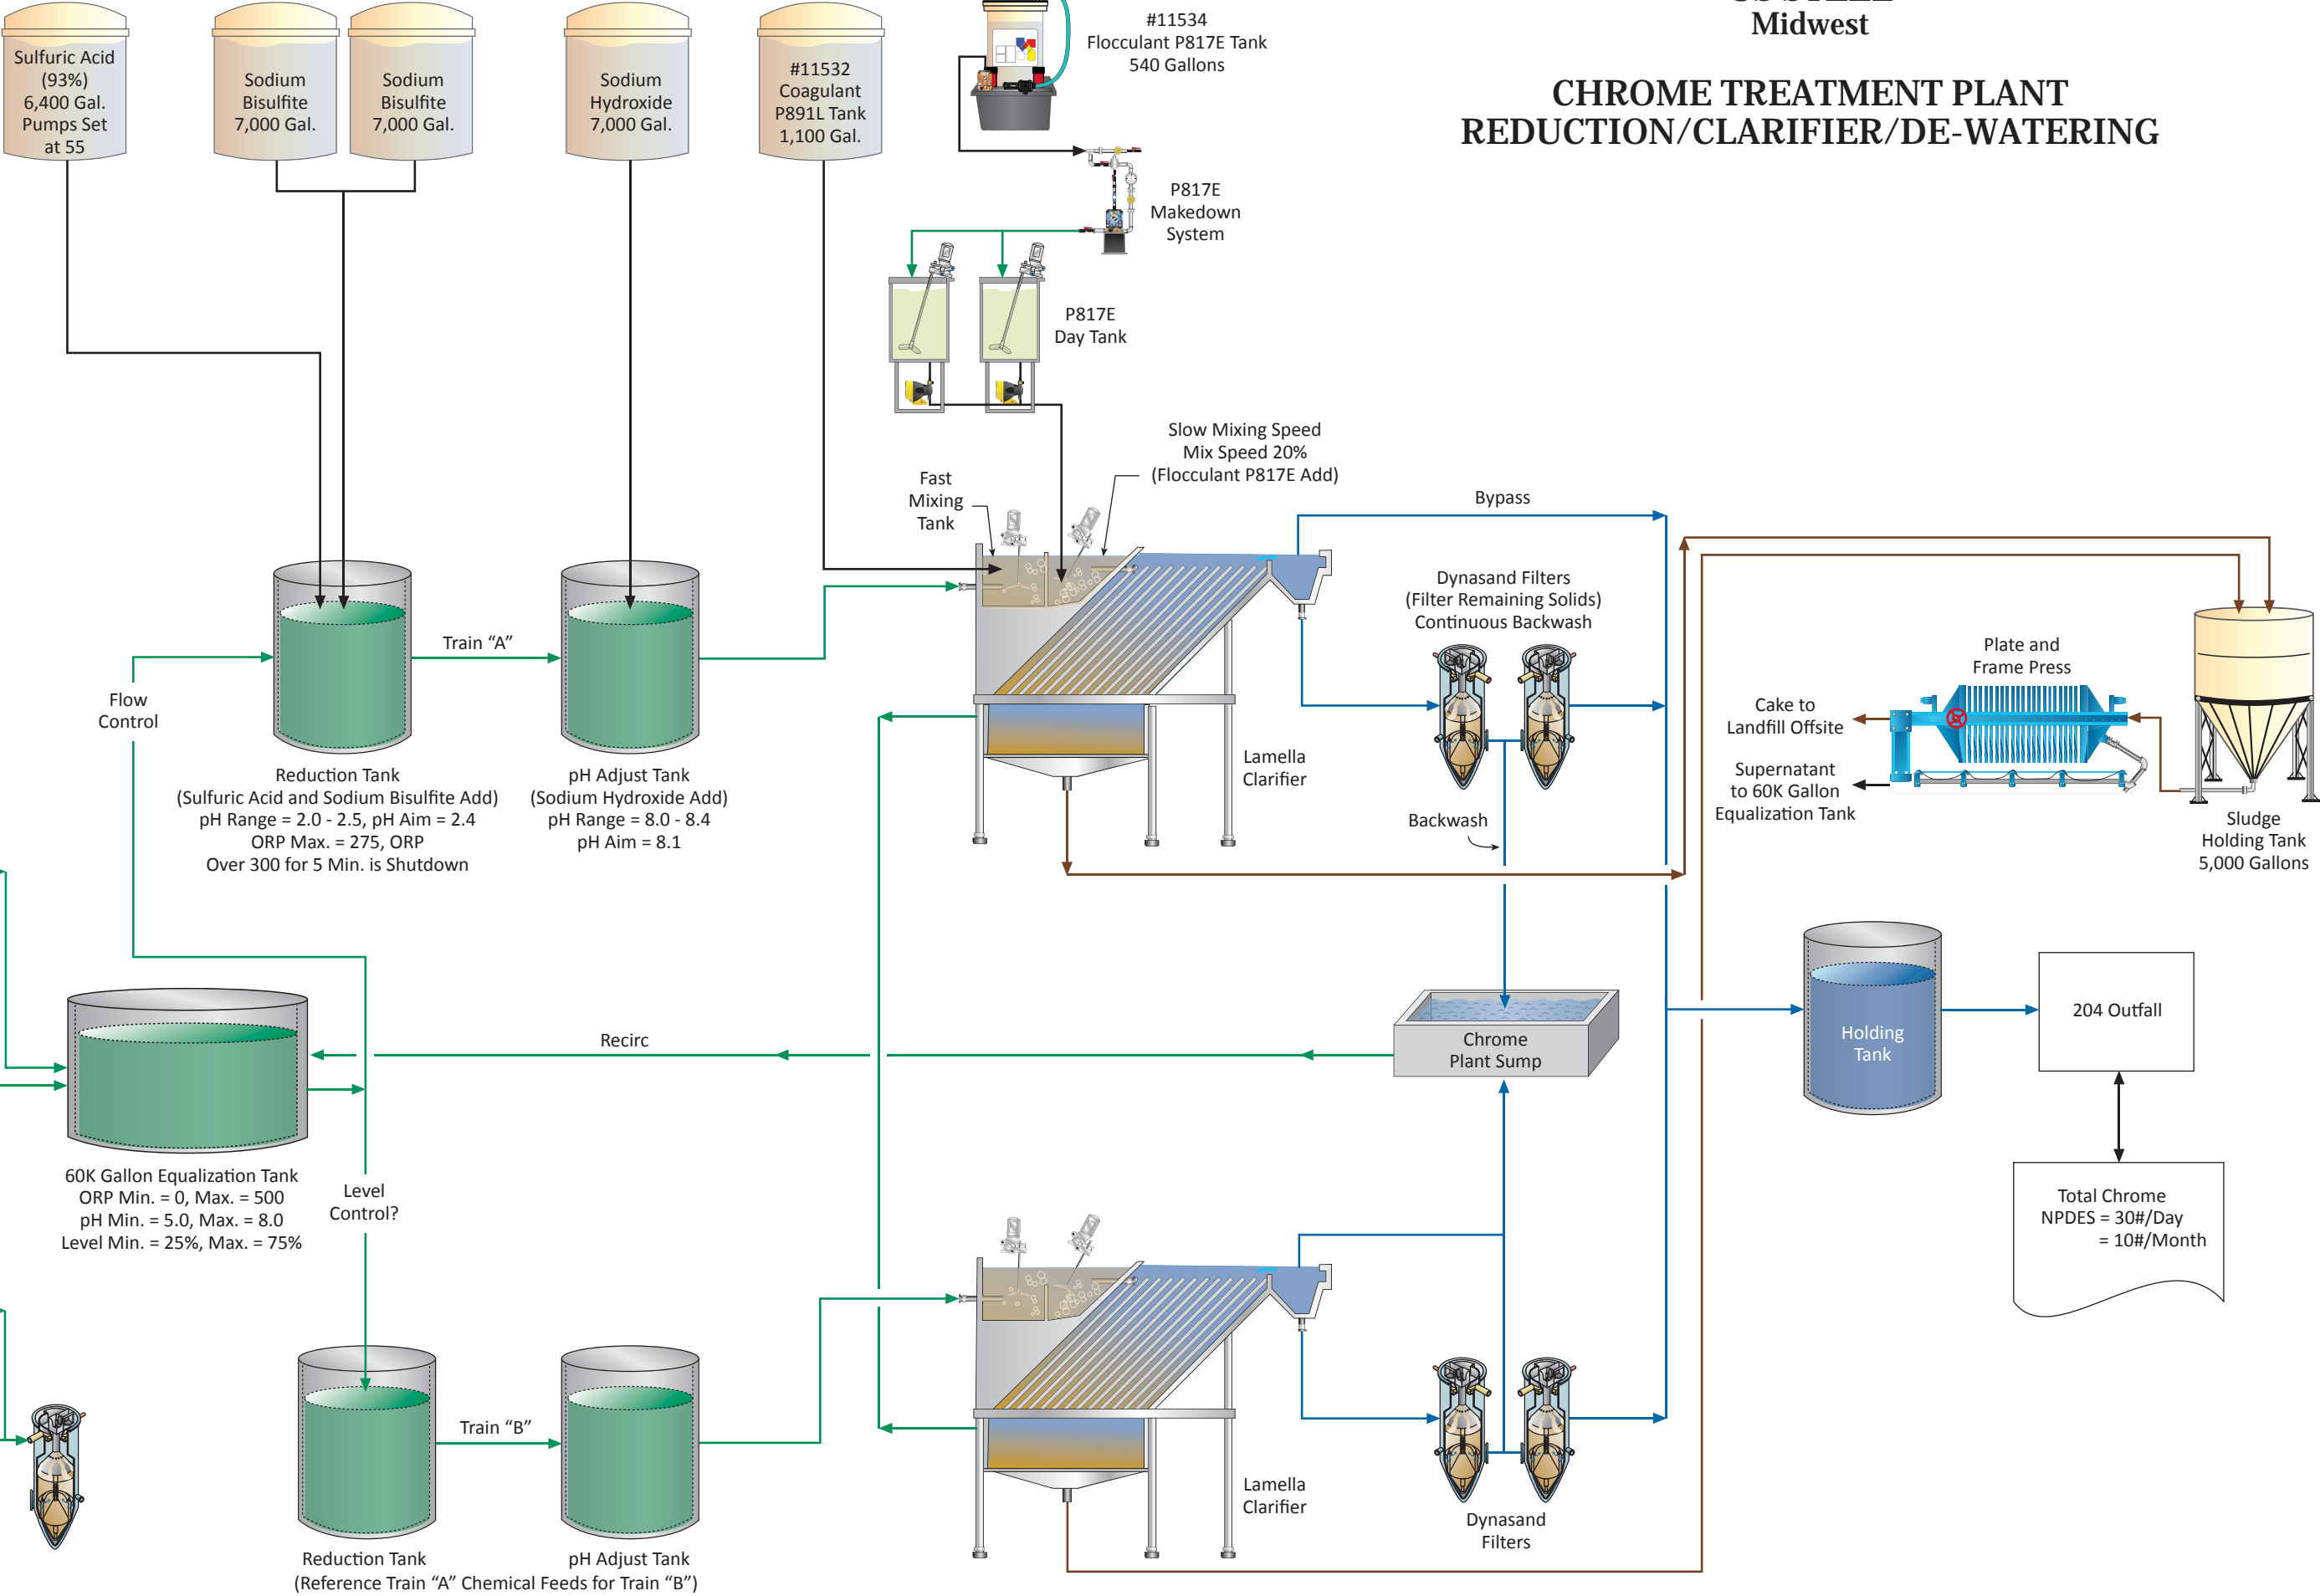 Midwest
CHROME TREATMENT PLANT
REDUCTION/CLARIFIER/DE-WATERING
Sulfuric Acid
(93%)
6,400 Gal.
Pumps Set
at 55
Sodium
Bisulfite
7,000 Gal.
Sodium
Bisulfite
7,000 Gal.
Sodium
Hydroxide
7,000 Gal.
#11532
Coagulant
P891L Tank
1,100 Gal.
#11534
Flocculant P817E Tank
540 Gallons
P817E
Makedown
System
P817E
Day Tank
Slow Mixing Speed
Mix Speed 20%
(Flocculant P817E Add)
Fast
Mixing
Tank
Bypass
Dynasand Filters
(Filter Remaining Solids)
Continuous Backwash
Plate and
Frame Press
Cake to
Landfill Offsite
Supernatant
to 60K Gallon
Equalization Tank
Sludge
Holding Tank
5,000 Gallons
Train “A”
Flow
Control
Reduction Tank
(Sulfuric Acid and Sodium Bisulfite Add)
pH Range = 2.0 - 2.5, pH Aim = 2.4
ORP Max. = 275, ORP
Over 300 for 5 Min. is Shutdown
pH Adjust Tank
(Sodium Hydroxide Add)
pH Range = 8.0 - 8.4
pH Aim = 8.1
Lamella
Clarifier
Backwash
Recirc
Chrome
Plant Sump
Holding
Tank
204 Outfall
Total Chrome
NPDES = 30#/Day
= 10#/Month
60K Gallon Equalization Tank
ORP Min. = 0, Max. = 500
pH Min. = 5.0, Max. = 8.0
Level Min. = 25%, Max. = 75%
Level
Control?
Train “B”
Lamella
Clarifier
Dynasand
Filters
Reduction Tank
pH Adjust Tank
(Reference Train “A” Chemical Feeds for Train “B”)